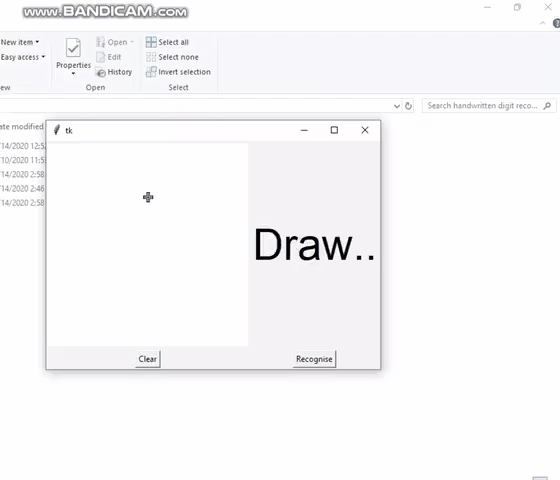 www.BANDICAM.com
New item
Open
Select all
Easy access
Properties
Edit
Select none
History
Invert selection
Open
Select
Search handwritten digit reco...
ate modified
/14/2020 12:5
/10/2020 11:5
/14/2020 2:58
/14/2020 2:46
/14/2020 2:58
tk
Draw..
Clear
Recognise